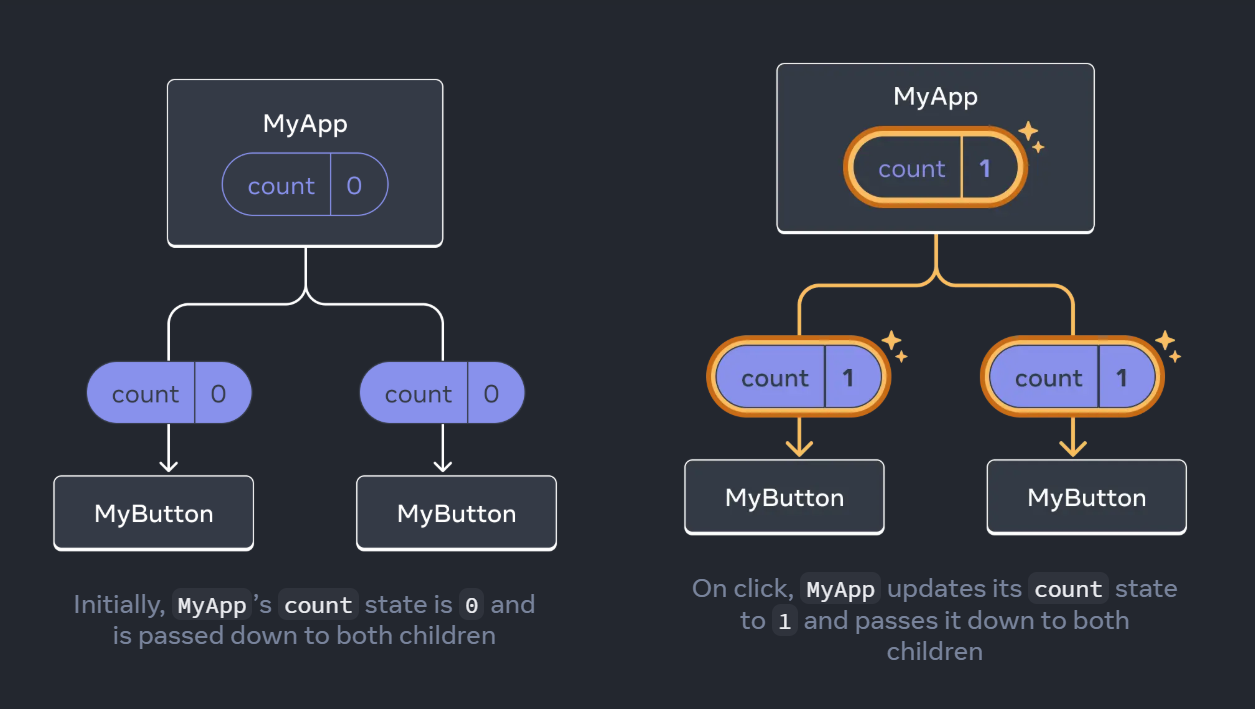 MyApp
count 0
count 0
count 0
MyButton
MyButton
Initially, MyApp's count state is 0 and
is passed down to both children
MyApp
count 1
count 1
count 1
MyButton
MyButton
On click, MyApp updates its count state
to 1 and passes it down to both
children